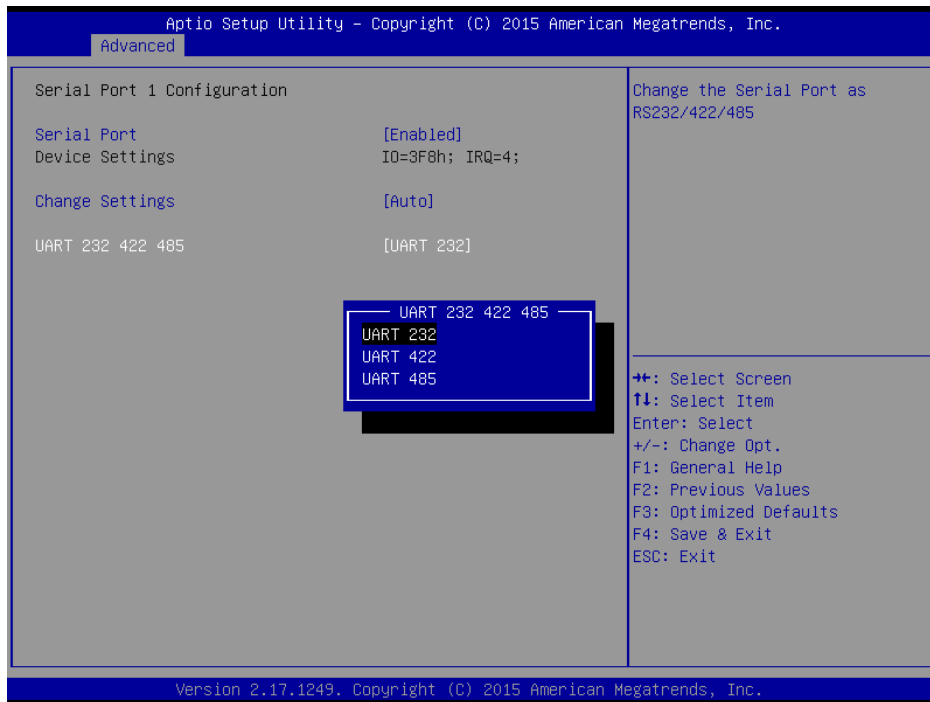 Aptio Setup Utility – Copyright (C) 2015 American Megatrends, Inc.
Advanced
Serial Port 1 Configuration
Serial Port [Enabled]
Device Settings IO=3F8h; IRQ=4;
Change Settings [Auto]
UART 232 422 485 [UART 232]
UART 232 422 485
UART 232
UART 422
UART 485
Change the Serial Port as
RS232/422/485
→←: Select Screen
↑↓: Select Item
Enter: Select
+/-: Change Opt.
F1: General Help
F2: Previous Values
F3: Optimized Defaults
F4: Save & Exit
ESC: Exit
Version 2.17.1249. Copyright (C) 2015 American Megatrends, Inc.